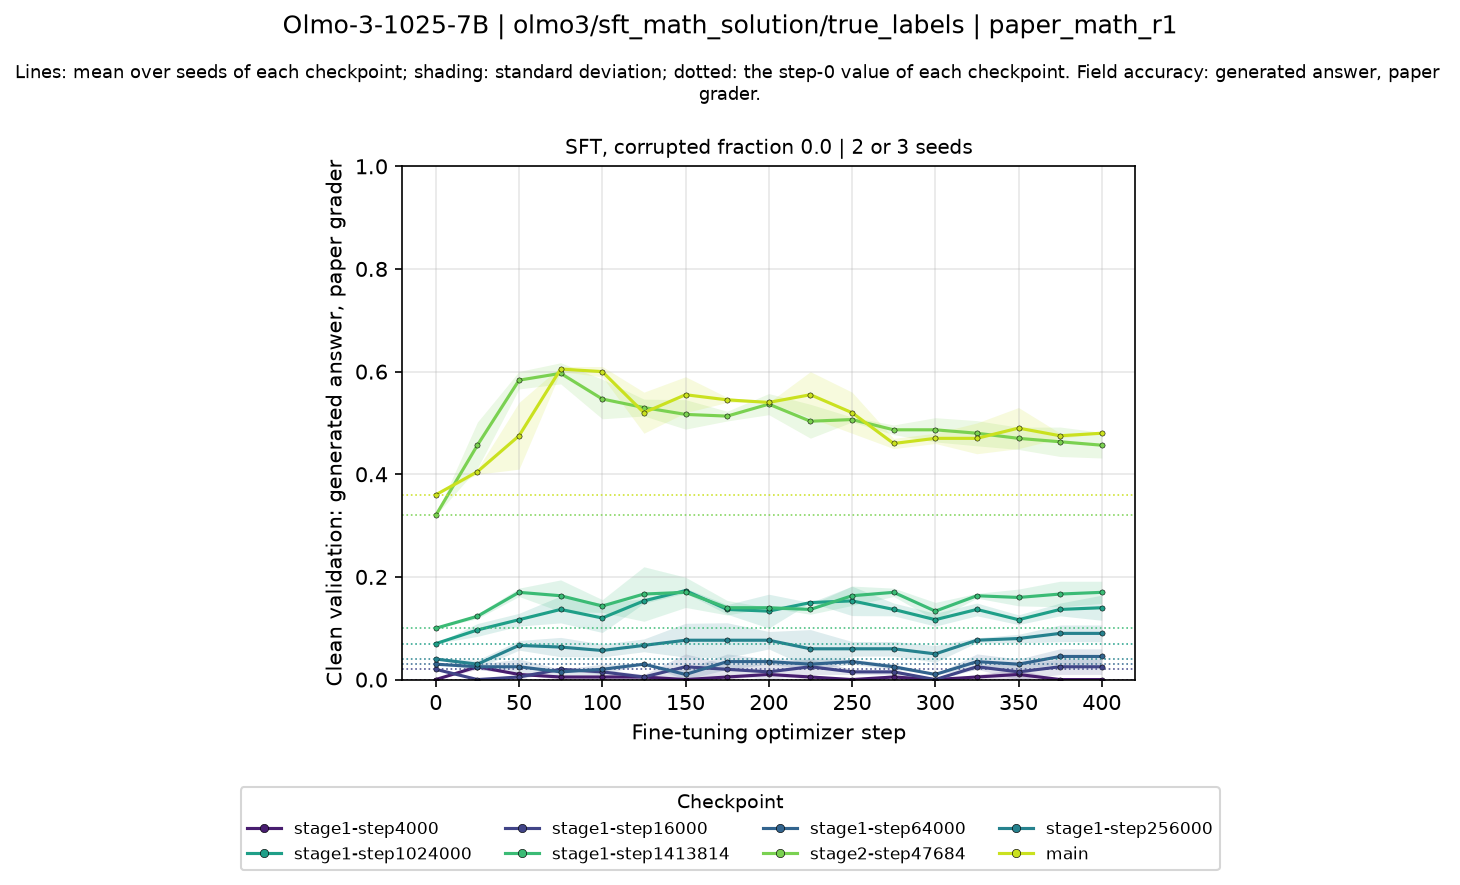 Olmo-3-1025-7B | olmo3/sft_math_solution/true_labels | paper_math_r1
Lines: mean over seeds of each checkpoint; shading: standard deviation; dotted: the step-0 value of each checkpoint. Field accuracy: generated answer, paper
grader.
SFT, corrupted fraction 0.0 | 2 or 3 seeds
Clean validation: generated answer, paper grader
1.0
0.8
0.6
0.4
0.2
0.0
0 50 100 150 200 250 300 350 400
Fine-tuning optimizer step
Checkpoint
stage1-step4000 stage1-step16000 stage1-step64000 stage1-step256000
stage1-step1024000 stage1-step1413814 stage2-step47684 main